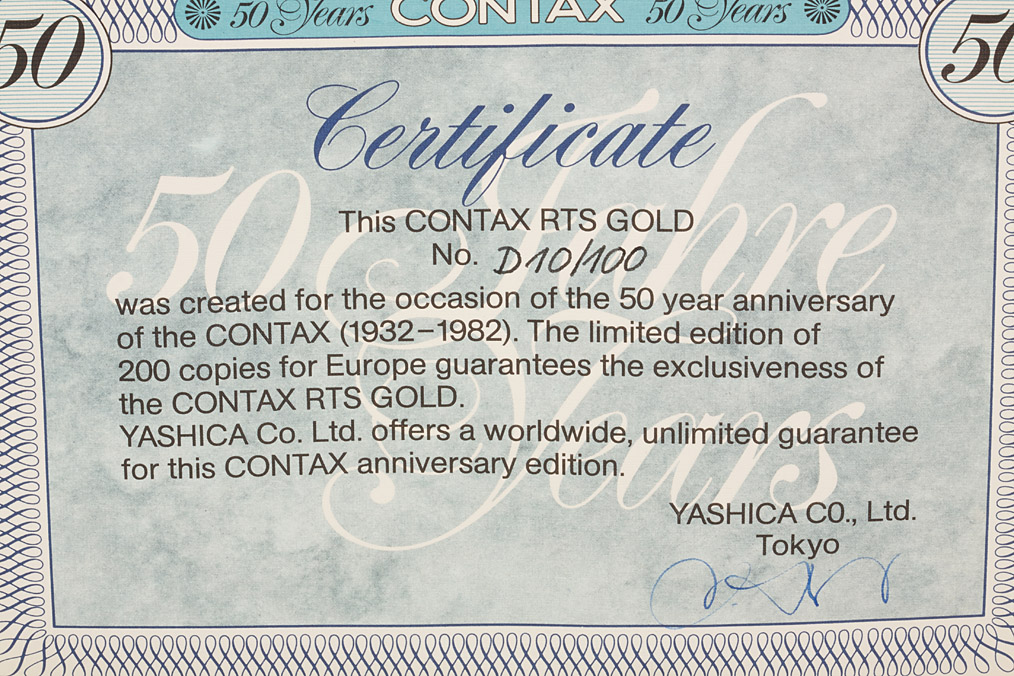 50 Years CONTAX 50 Years
50 50
Certificate
50 Jahre
Years
This CONTAX RTS GOLD
No. D10/100
was created for the occasion of the 50 year anniversary
of the CONTAX (1932–1982). The limited edition of
200 copies for Europe guarantees the exclusiveness of
the CONTAX RTS GOLD.
YASHICA Co. Ltd. offers a worldwide, unlimited guarantee
for this CONTAX anniversary edition.
YASHICA CO., Ltd.
Tokyo